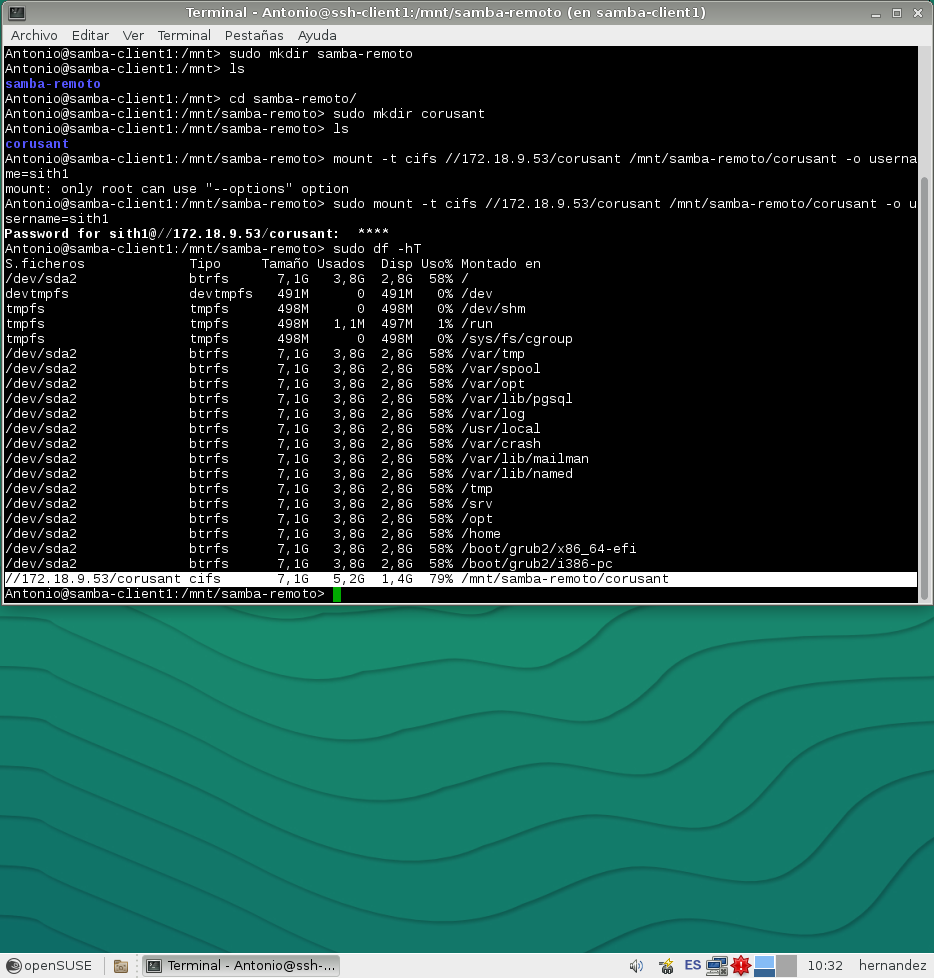 Terminal - Antonio@ssh-client1:/mnt/samba-remoto (en samba-client1)
Archivo Editar Ver Terminal Pestañas Ayuda
Antonio@samba-client1:/mnt> sudo mkdir samba-remoto
Antonio@samba-client1:/mnt> ls
samba-remoto
Antonio@samba-client1:/mnt> cd samba-remoto/
Antonio@samba-client1:/mnt/samba-remoto> sudo mkdir corusant
Antonio@samba-client1:/mnt/samba-remoto> ls
corusant
Antonio@samba-client1:/mnt/samba-remoto> mount -t cifs //172.18.9.53/corusant /mnt/samba-remoto/corusant -o userna
me=sith1
mount: only root can use "--options" option
Antonio@samba-client1:/mnt/samba-remoto> sudo mount -t cifs //172.18.9.53/corusant /mnt/samba-remoto/corusant -o u
sername=sith1
Password for sith1@//172.18.9.53/corusant:  ****
Antonio@samba-client1:/mnt/samba-remoto> sudo df -hT
S.ficheros             Tipo     Tamaño Usados  Disp Uso% Montado en
/dev/sda2              btrfs      7,1G   3,8G  2,8G  58% /
devtmpfs               devtmpfs   491M      0  491M   0% /dev
tmpfs                  tmpfs      498M      0  498M   0% /dev/shm
tmpfs                  tmpfs      498M   1,1M  497M   1% /run
tmpfs                  tmpfs      498M      0  498M   0% /sys/fs/cgroup
/dev/sda2              btrfs      7,1G   3,8G  2,8G  58% /var/tmp
/dev/sda2              btrfs      7,1G   3,8G  2,8G  58% /var/spool
/dev/sda2              btrfs      7,1G   3,8G  2,8G  58% /var/opt
/dev/sda2              btrfs      7,1G   3,8G  2,8G  58% /var/lib/pgsql
/dev/sda2              btrfs      7,1G   3,8G  2,8G  58% /var/log
/dev/sda2              btrfs      7,1G   3,8G  2,8G  58% /usr/local
/dev/sda2              btrfs      7,1G   3,8G  2,8G  58% /var/crash
/dev/sda2              btrfs      7,1G   3,8G  2,8G  58% /var/lib/mailman
/dev/sda2              btrfs      7,1G   3,8G  2,8G  58% /var/lib/named
/dev/sda2              btrfs      7,1G   3,8G  2,8G  58% /tmp
/dev/sda2              btrfs      7,1G   3,8G  2,8G  58% /srv
/dev/sda2              btrfs      7,1G   3,8G  2,8G  58% /opt
/dev/sda2              btrfs      7,1G   3,8G  2,8G  58% /home
/dev/sda2              btrfs      7,1G   3,8G  2,8G  58% /boot/grub2/x86_64-efi
/dev/sda2              btrfs      7,1G   3,8G  2,8G  58% /boot/grub2/i386-pc
//172.18.9.53/corusant cifs       7,1G   5,2G  1,4G  79% /mnt/samba-remoto/corusant
Antonio@samba-client1:/mnt/samba-remoto>
openSUSE Terminal - Antonio@ssh-... ES 10:32 hernandez